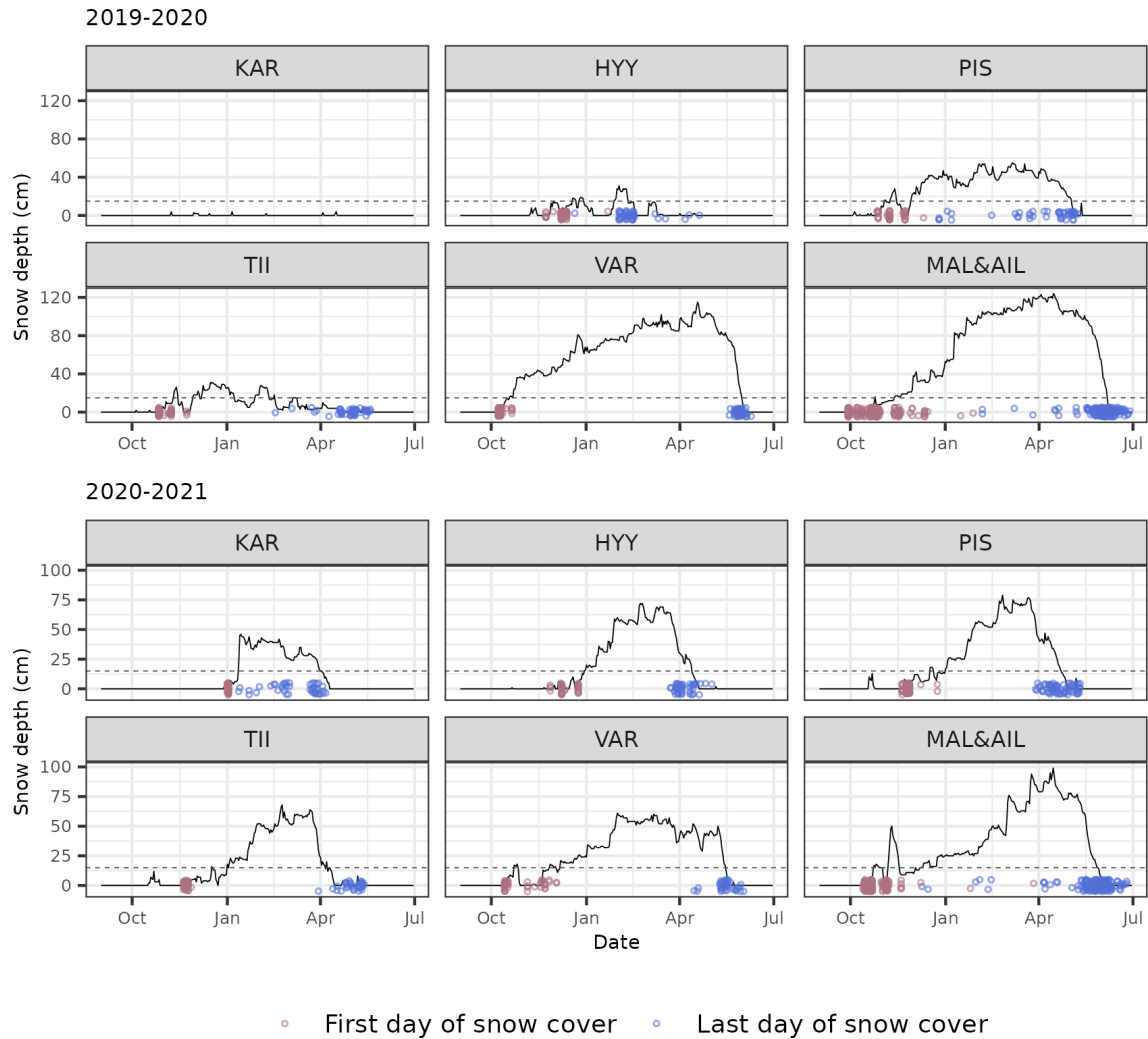 2019-2020
KAR HYY PIS
120
80
40
0
TII VAR MAL&AIL
120
80
40
0
Snow depth (cm)
Oct Jan Apr Jul Oct Jan Apr Jul Oct Jan Apr Jul
2020-2021
KAR HYY PIS
100
75
50
25
0
TII VAR MAL&AIL
100
75
50
25
0
Snow depth (cm)
Oct Jan Apr Jul Oct Jan Apr Jul Oct Jan Apr Jul
Date
First day of snow cover Last day of snow cover